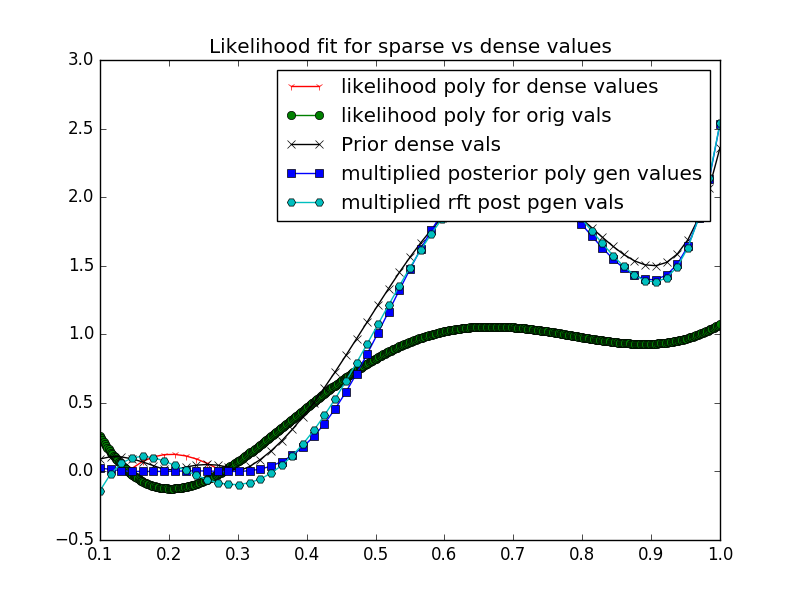 Likelihood fit for sparse vs dense values
3.0
likelihood poly for dense values
likelihood poly for orig vals
Prior dense vals
multiplied posterior poly gen values
multiplied rft post pgen vals
2.5
2.0
1.5
1.0
0.5
0.0
−0.5
0.1 0.2 0.3 0.4 0.5 0.6 0.7 0.8 0.9 1.0